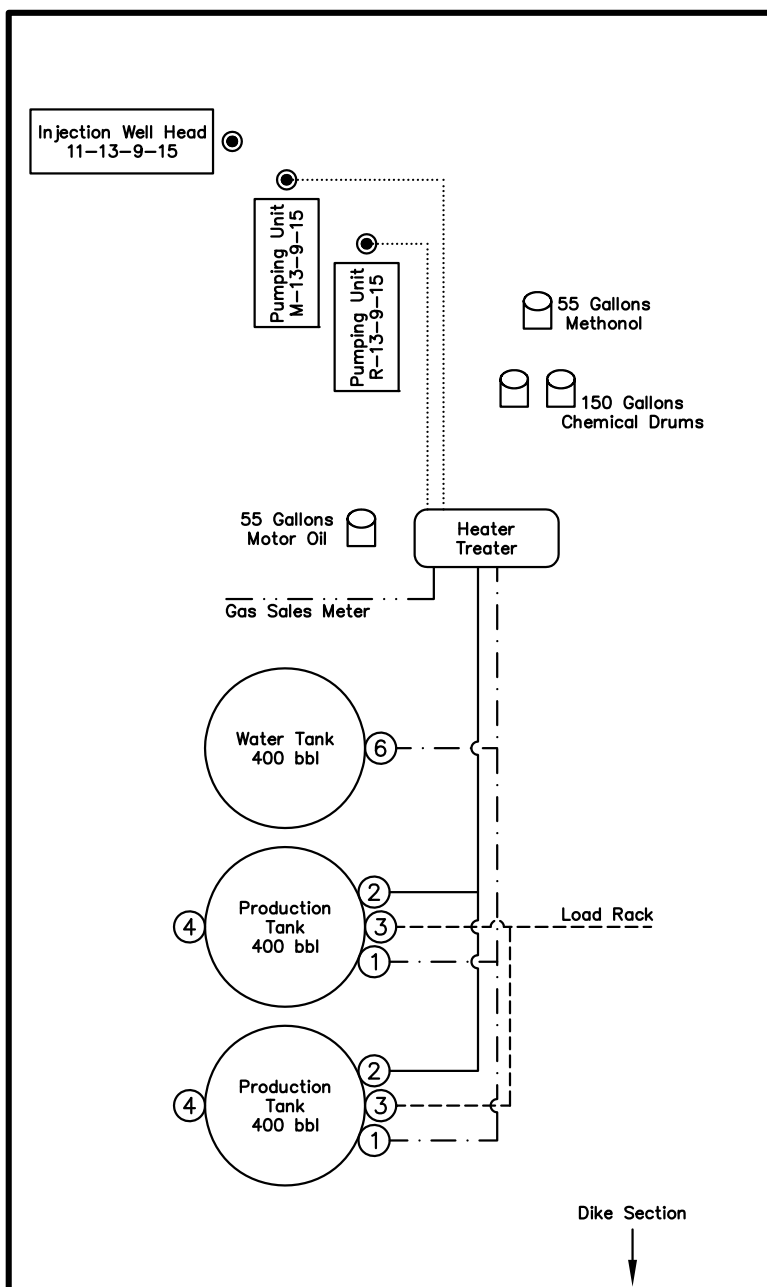 Injection Well Head
11-13-9-15
Pumping Unit
M-13-9-15
Pumping Unit
R-13-9-15
55 Gallons
Methonol
150 Gallons
Chemical Drums
55 Gallons
Motor Oil
Heater
Treater
Gas Sales Meter
Water Tank
400 bbl
6
Production
Tank
400 bbl
4
2
3
1
Load Rack
Production
Tank
400 bbl
4
2
3
1
Dike Section